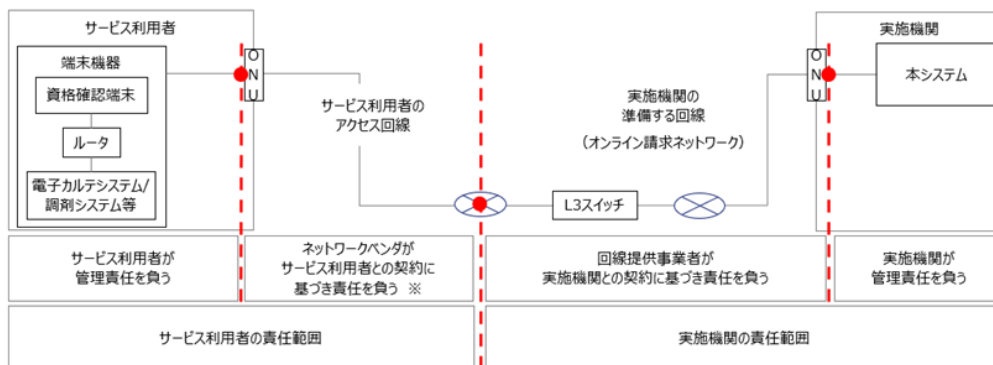 サービス利用者
端末機器
資格確認端末
ルータ
電子カルテシステム/
調剤システム等
ONU
サービス利用者の
アクセス回線
L3スイッチ
実施機関の
準備する回線
（オンライン請求ネットワーク）
ONU
実施機関
本システム
サービス利用者が
管理責任を負う
ネットワークベンダが
サービス利用者との契約に
基づき責任を負う ※
回線提供事業者が
実施機関との契約に基づき責任を負う
実施機関が
管理責任を負う
サービス利用者の責任範囲
実施機関の責任範囲